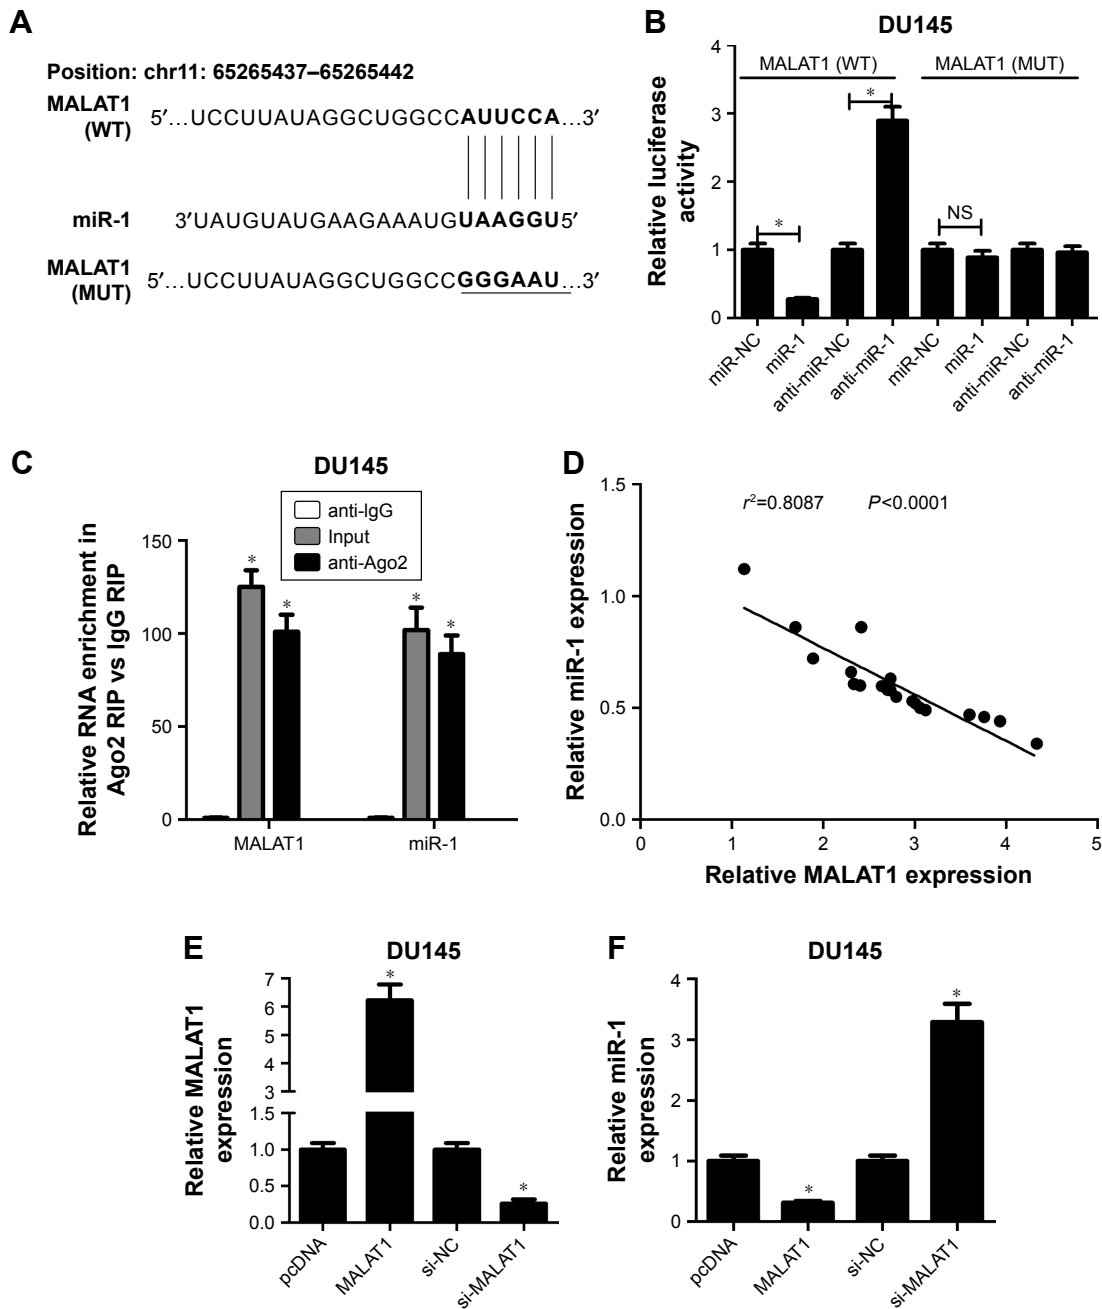 A
Position: chr11: 65265437–65265442
MALAT1
(WT)
5′...UCCUUAUAGGCUGGCCAUUCCA...3′
miR-1
3′UAUGUAUGAAGAAAUGUAAGGU5′
MALAT1
(MUT)
5′...UCCUUAUAGGCUGGCCGGGAAU...3′
B
DU145
MALAT1 (WT)
MALAT1 (MUT)
Relative luciferase
activity
4
3
2
1
0
*
*
NS
miR-NC
miR-1
anti-miR-NC
anti-miR-1
miR-NC
miR-1
anti-miR-NC
anti-miR-1
C
DU145
anti-IgG
Input
anti-Ago2
Relative RNA enrichment in
Ago2 RIP vs IgG RIP
150
100
50
0
*
*
*
*
MALAT1
miR-1
D
r²=0.8087 P<0.0001
Relative miR-1 expression
1.5
1.0
0.5
0.0
0 1 2 3 4 5
Relative MALAT1 expression
E
DU145
Relative MALAT1
expression
7
6
5
4
3
1.5
1.0
0.5
0.0
*
*
pcDNA
MALAT1
si-NC
si-MALAT1
F
DU145
Relative miR-1
expression
4
3
2
1
0
*
*
pcDNA
MALAT1
si-NC
si-MALAT1